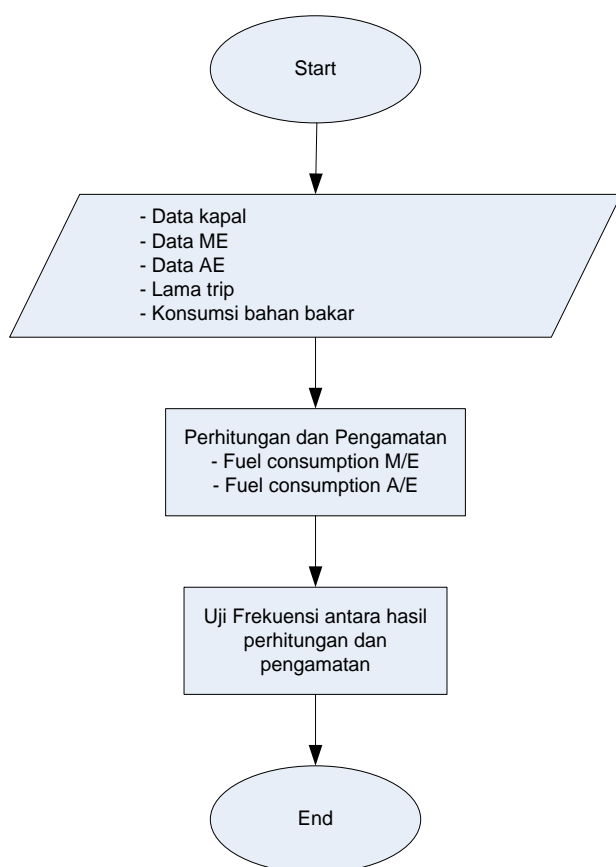 Start
- Data kapal
- Data ME
- Data AE
- Lama trip
- Konsumsi bahan bakar
Perhitungan dan Pengamatan
- Fuel consumption M/E
- Fuel consumption A/E
Uji Frekuensi antara hasil
perhitungan dan
pengamatan
End